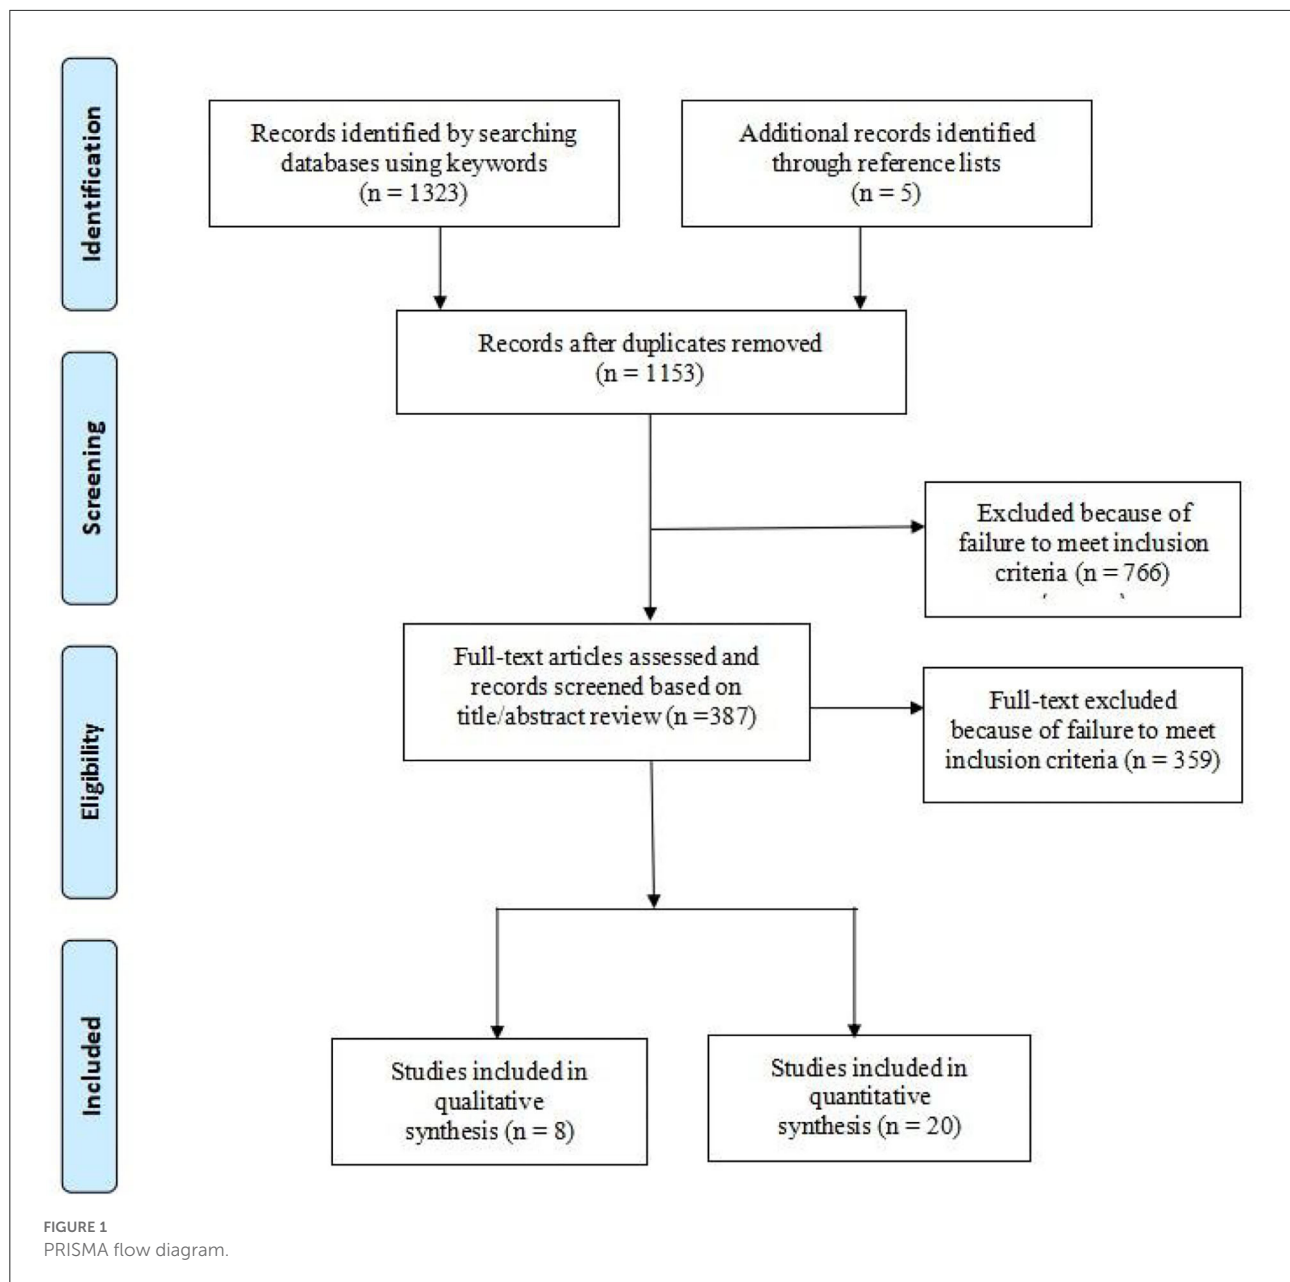 Identification
Records identified by searching
databases using keywords
(n = 1323)
Additional records identified
through reference lists
(n = 5)
Records after duplicates removed
(n = 1153)
Screening
Excluded because of
failure to meet inclusion
criteria (n = 766)
Full-text articles assessed and
records screened based on
title/abstract review (n =387)
Eligibility
Full-text excluded
because of failure to meet
inclusion criteria (n = 359)
Included
Studies included in
qualitative
synthesis (n = 8)
Studies included in
quantitative
synthesis (n = 20)
FIGURE 1
PRISMA flow diagram.